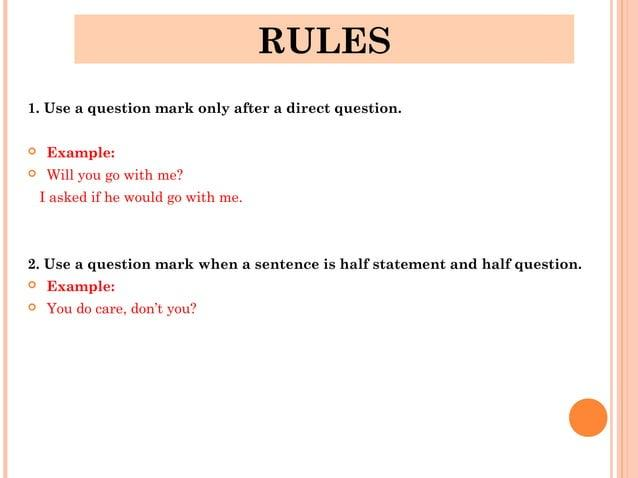 RULES
1. Use a question mark only after a direct question.
Example:
Will you go with me?
I asked if he would go with me.
2. Use a question mark when a sentence is half statement and half question.
Example:
You do care, don’t you?